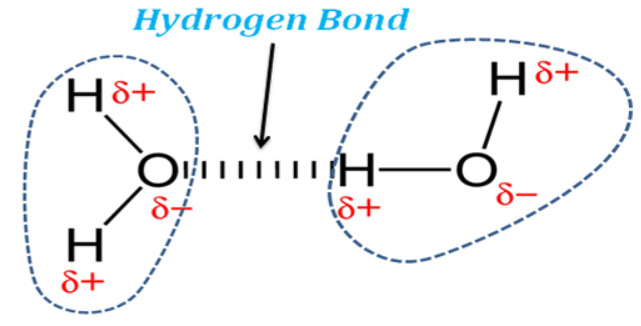 Hydrogen Bond
H δ+ H δ+
O H O
δ− δ+ δ−
H
δ+